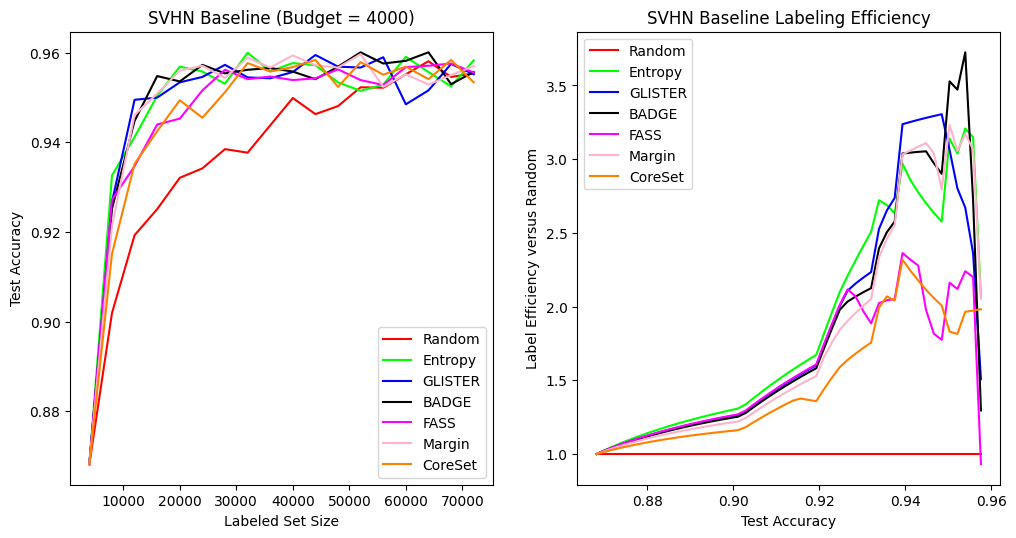 SVHN Baseline (Budget = 4000)
Test Accuracy
0.96
0.94
0.92
0.90
0.88
10000 20000 30000 40000 50000 60000 70000
Labeled Set Size
Random
Entropy
GLISTER
BADGE
FASS
Margin
CoreSet
SVHN Baseline Labeling Efficiency
Label Efficiency versus Random
3.5
3.0
2.5
2.0
1.5
1.0
0.88 0.90 0.92 0.94 0.96
Test Accuracy
Random
Entropy
GLISTER
BADGE
FASS
Margin
CoreSet